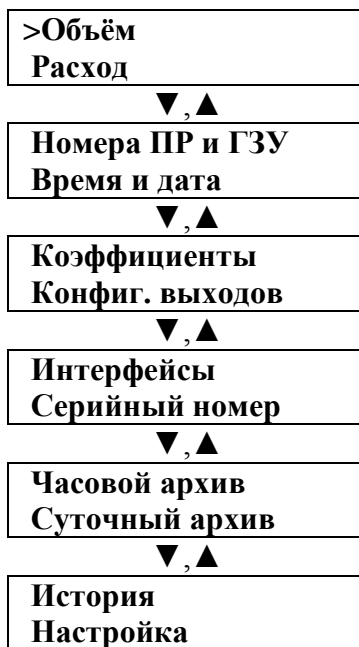 >Объём
Расход
▼,▲
Номера ПР и ГЗУ
Время и дата
▼,▲
Коэффициенты
Конфиг. выходов
▼,▲
Интерфейсы
Серийный номер
▼,▲
Часовой архив
Суточный архив
▼,▲
История
Настройка